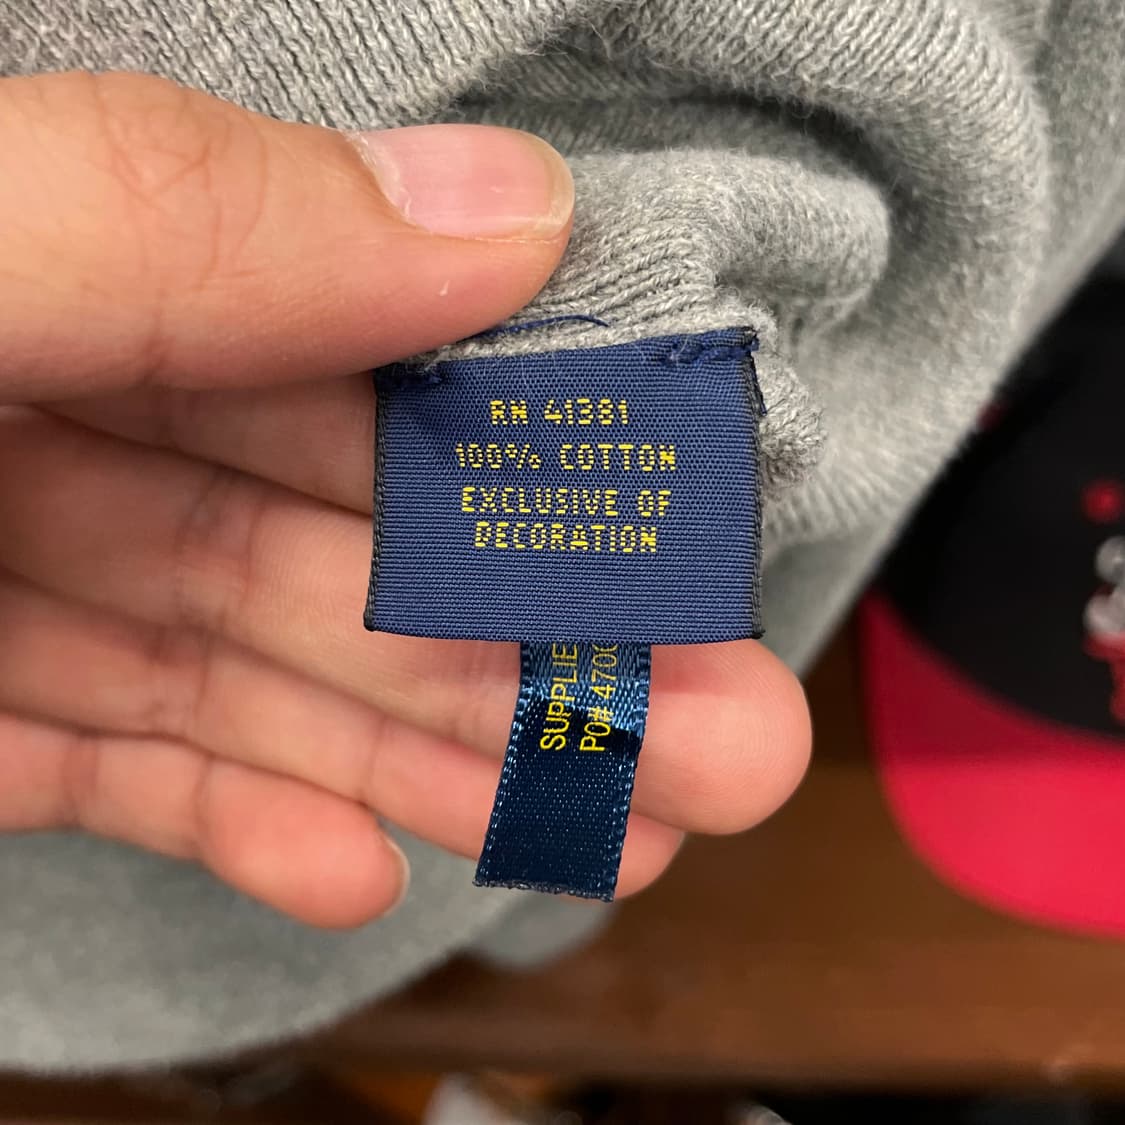 RN 41381
100% COTTON
EXCLUSIVE OF
DECORATION
SUPPLIE
PO# 470